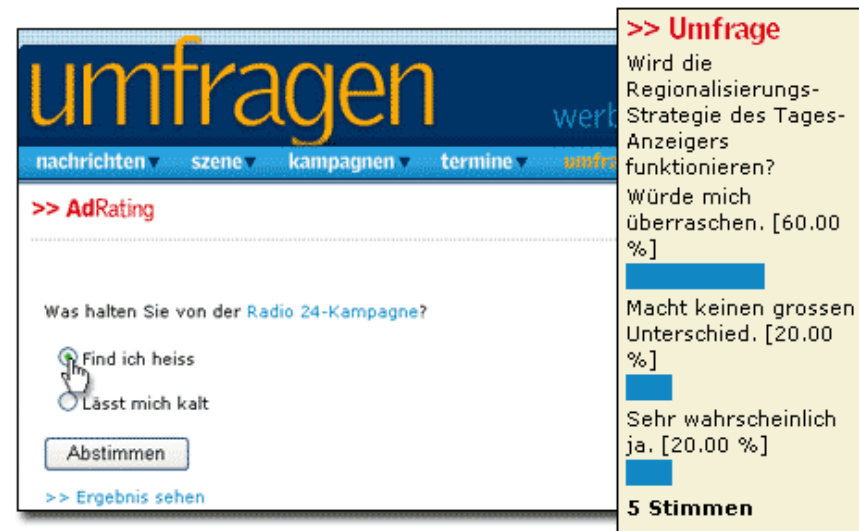 umfragen
werb
nachrichten szene kampagnen termine umfra
>> AdRating
Was halten Sie von der Radio 24-Kampagne?
Find ich heiss
Lässt mich kalt
Abstimmen
>> Ergebnis sehen
>> Umfrage
Wird die
Regionalisierungs-
Strategie des Tages-
Anzeigers
funktionieren?
Würde mich
überraschen. [60.00
%]
Macht keinen grossen
Unterschied. [20.00
%]
Sehr wahrscheinlich
ja. [20.00 %]
5 Stimmen